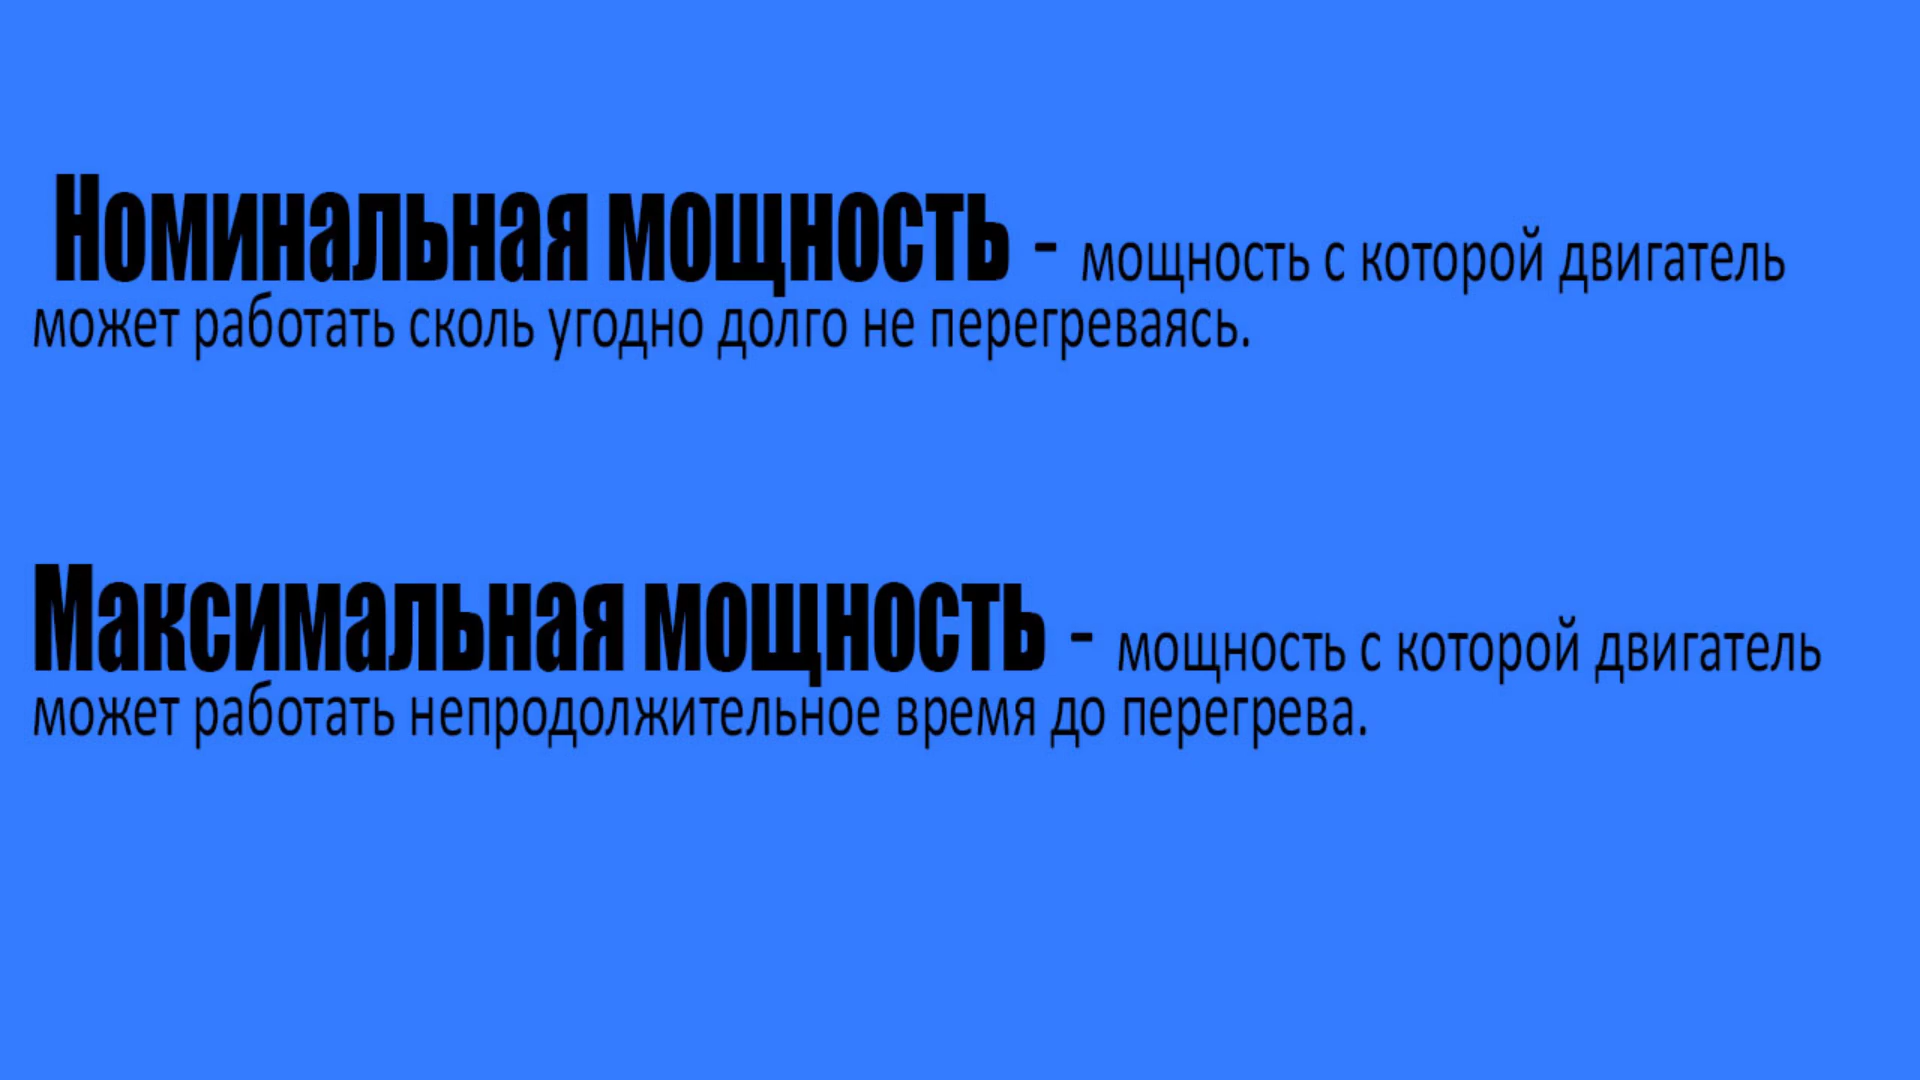 Номинальная мощность - мощность с которой двигатель
может работать сколь угодно долго не перегреваясь.
Максимальная мощность - мощность с которой двигатель
может работать непродолжительное время до перегрева.